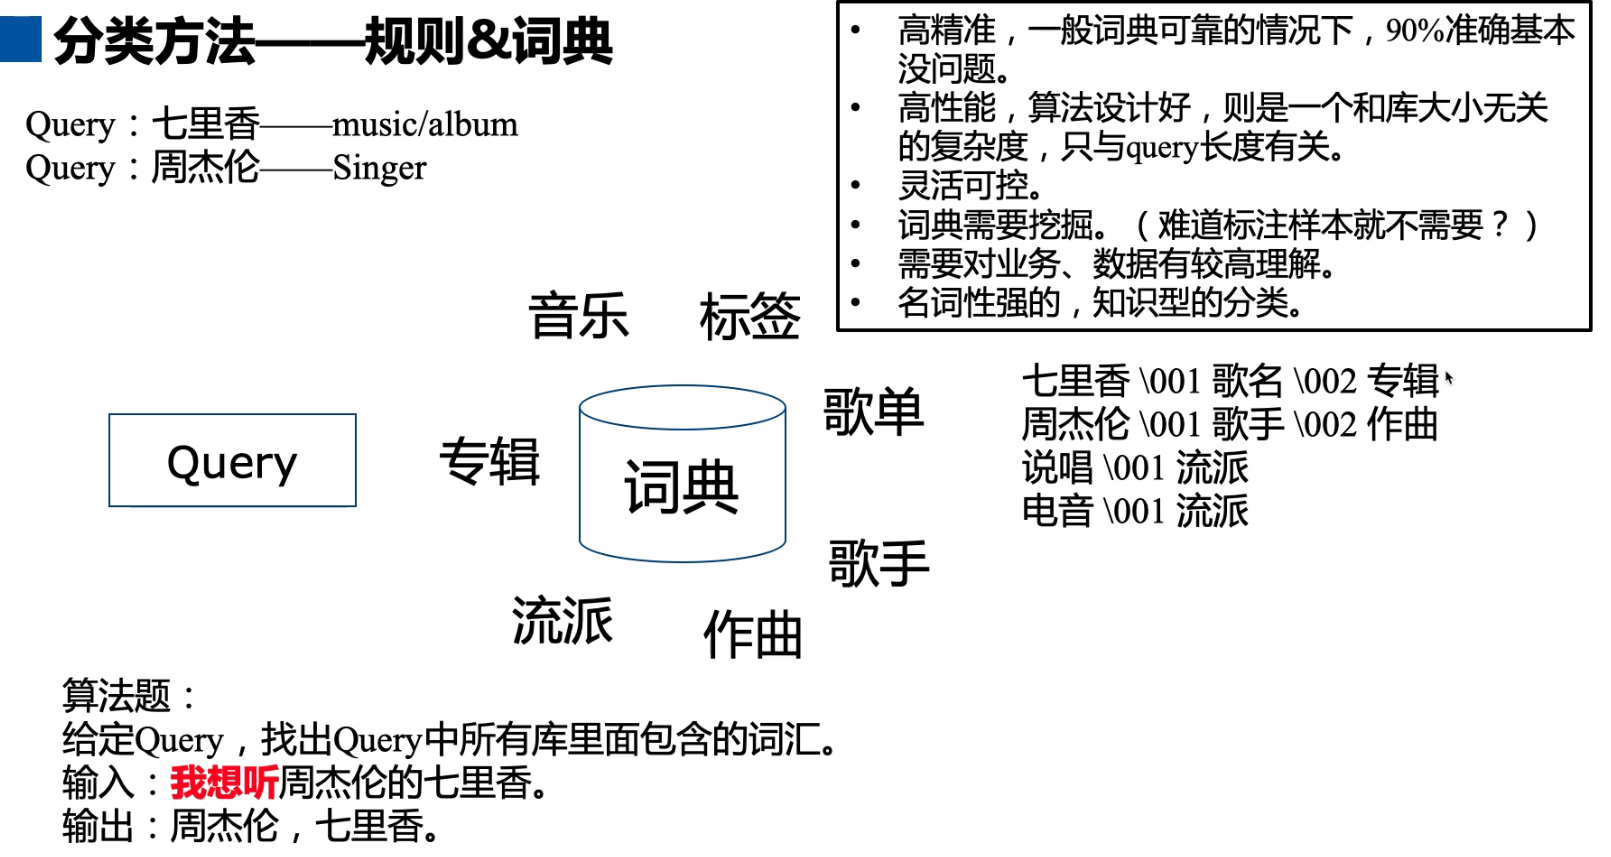 分类方法——规则&词典
Query：七里香——music/album
Query：周杰伦——Singer
• 高精准，一般词典可靠的情况下，90%准确基本
没问题。
• 高性能，算法设计好，则是一个和库大小无关
的复杂度，只与query长度有关。
• 灵活可控。
• 词典需要挖掘。（难道标注样本就不需要？）
• 需要对业务、数据有较高理解。
• 名词性强的，知识型的分类。
音乐 标签
歌单
Query
专辑
词典
歌手
流派
作曲
七里香 \001 歌名 \002 专辑
周杰伦 \001 歌手 \002 作曲
说唱 \001 流派
电音 \001 流派
算法题：
给定Query，找出Query中所有库里面包含的词汇。
输入：我想听周杰伦的七里香。
输出：周杰伦，七里香。